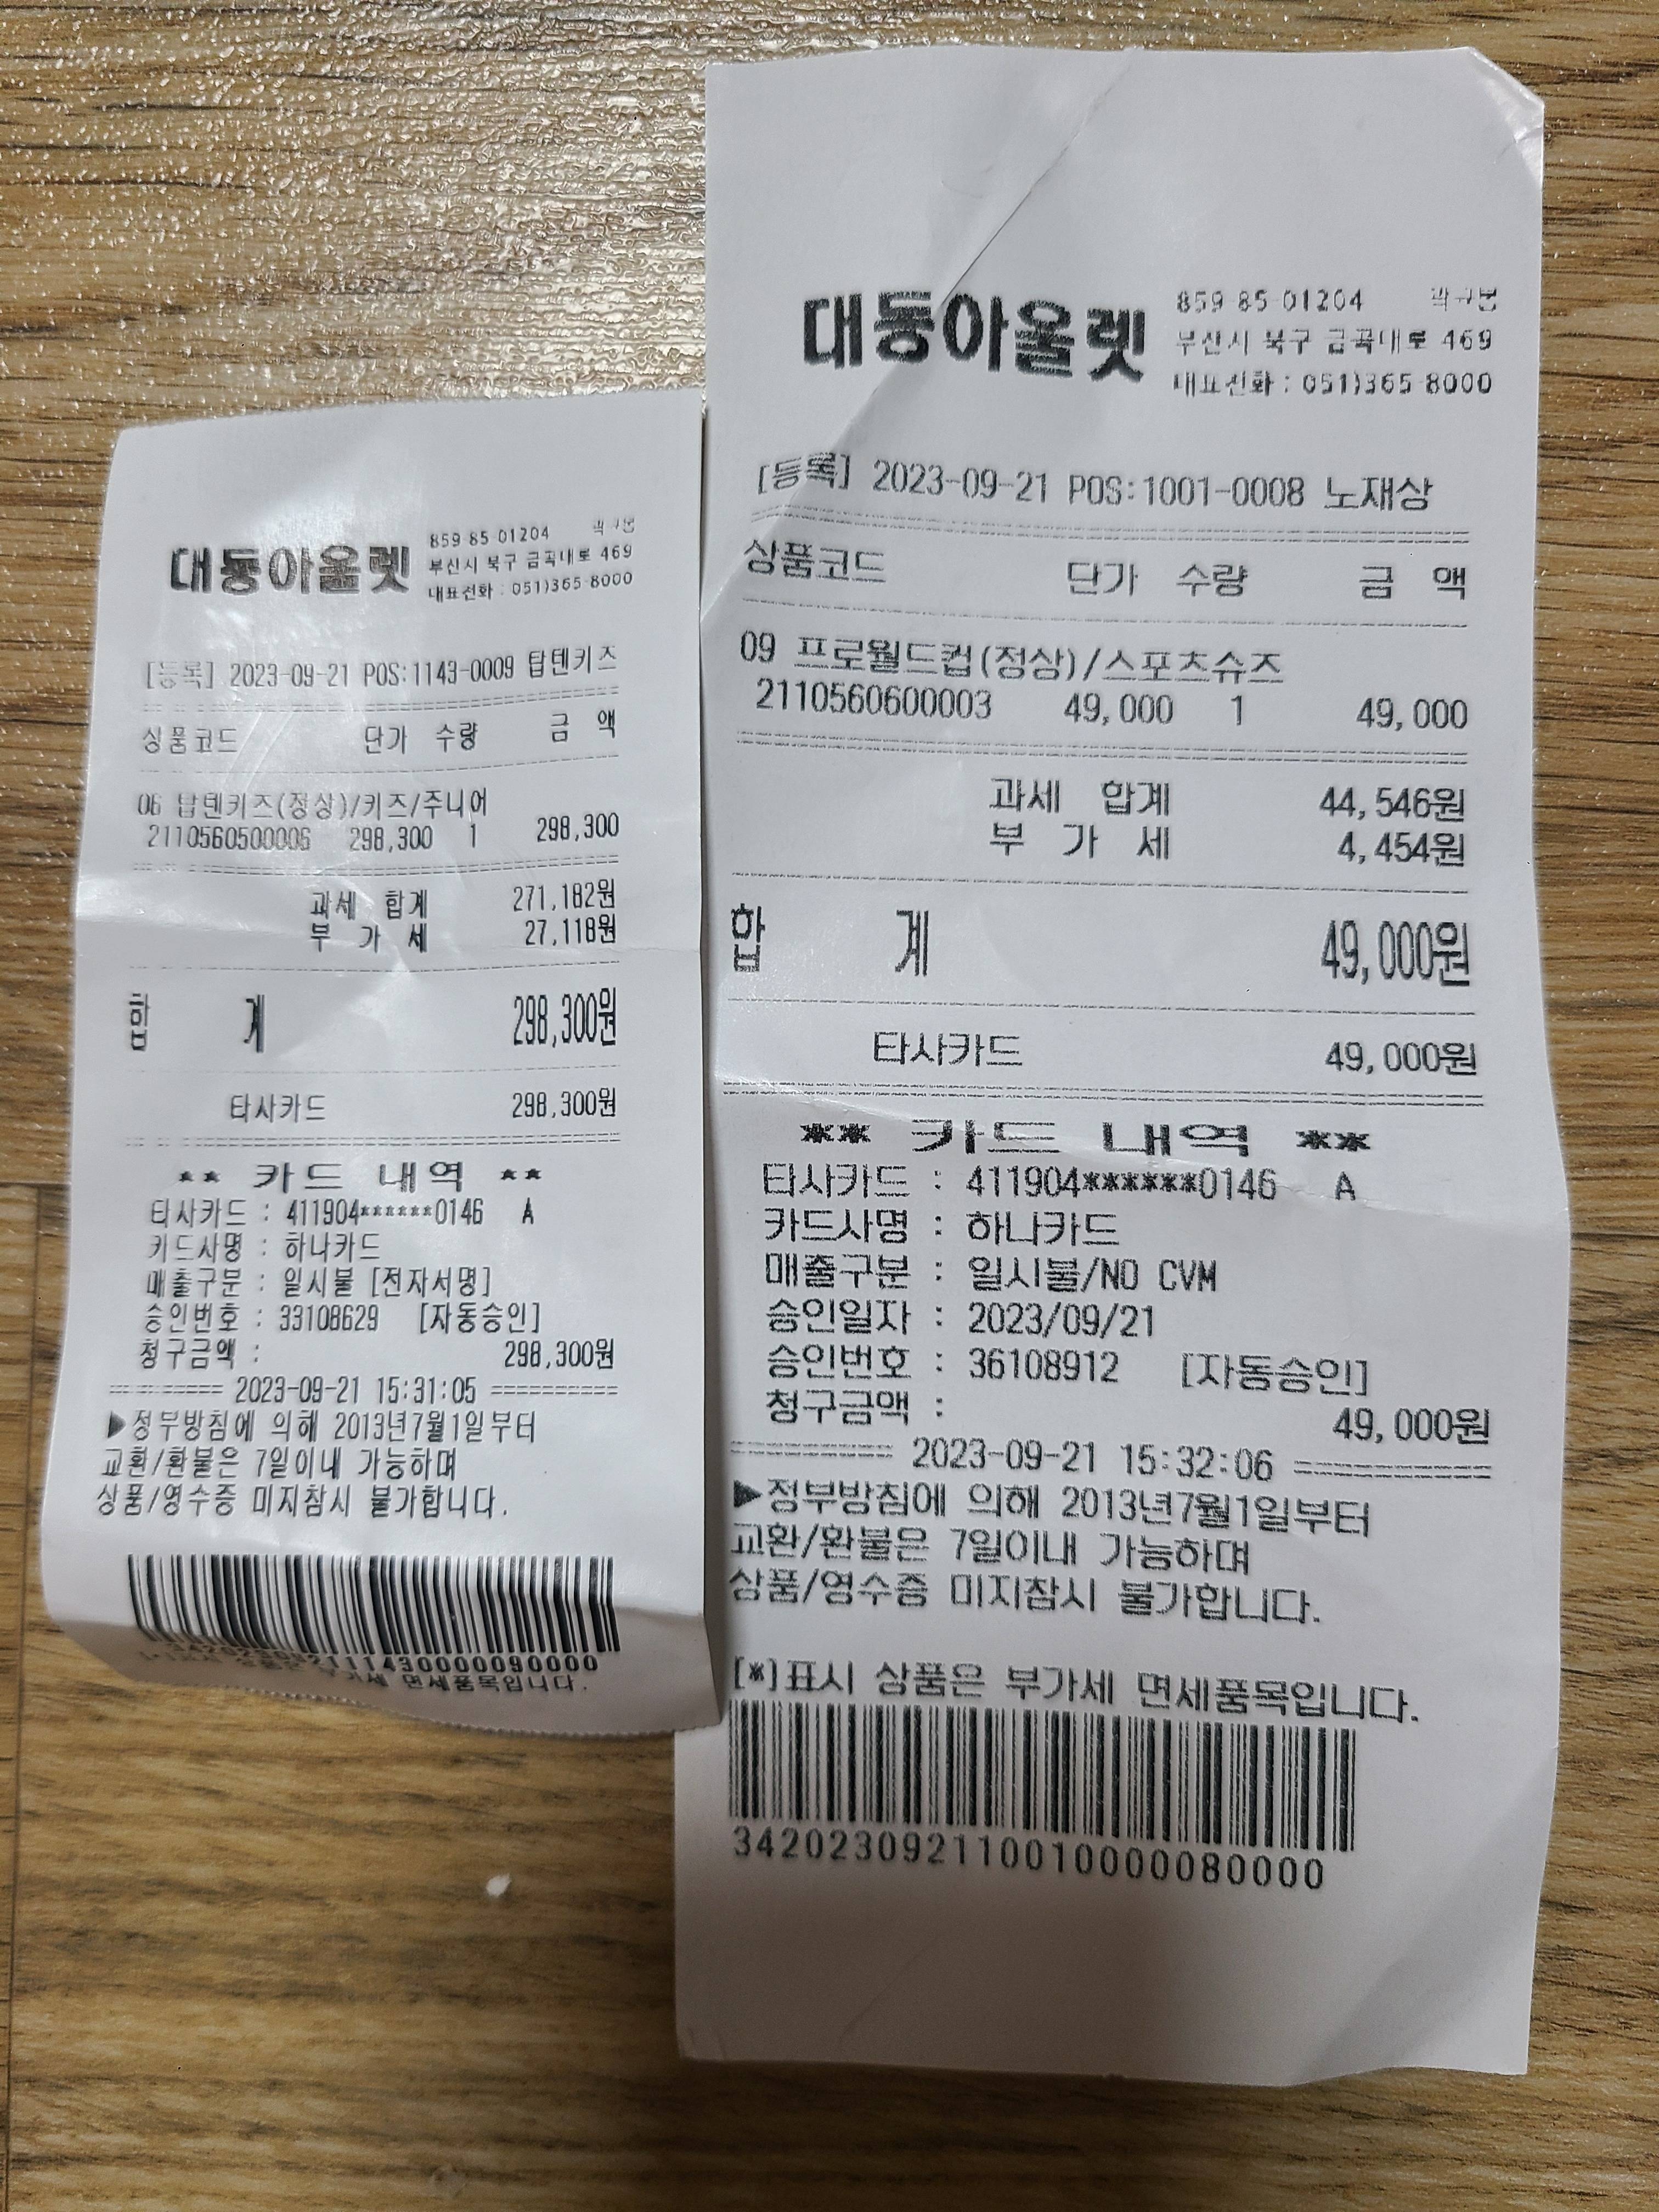 대동아울렛
859-85-01204
부산시 북구 금곡대로 469
대표전화 : 051)365-8000
[등록] 2023-09-21 POS:1143-0009 탑텐키즈
상품코드 단가 수량 금 액
06 탑텐키즈(정상)/키즈/주니어
2110560500006 298,300 1 298,300
과세 합계 271,182원
부 가 세 27,118원
합 계 298,300원
타사카드 298,300원
** 카드 내역 **
타사카드 : 411904******0146 A
카드사명 : 하나카드
매출구분 : 일시불 [전자서명]
승인번호 : 33108629 [자동승인]
청구금액 : 298,300원
========= 2023-09-21 15:31:05 ==========
▶정부방침에 의해 2013년7월1일부터
교환/환불은 7일이내 가능하며
상품/영수증 미지참시 불가합니다.
면세품목입니다.
대동아울렛
859-85-01204
부산시 북구 금곡대로 469
대표전화 : 051)365-8000
[등록] 2023-09-21 POS:1001-0008 노재상
상품코드 단가 수량 금 액
09 프로월드컵(정상)/스포츠슈즈
2110560600003 49,000 1 49,000
과세 합계 44,546원
부 가 세 4,454원
합 계 49,000원
타사카드 49,000원
** 카드 내역 **
타사카드 : 411904******0146 A
카드사명 : 하나카드
매출구분 : 일시불/NO CVM
승인일자 : 2023/09/21
승인번호 : 36108912 [자동승인]
청구금액 : 49,000원
========= 2023-09-21 15:32:06 ==========
▶정부방침에 의해 2013년7월1일부터
교환/환불은 7일이내 가능하며
상품/영수증 미지참시 불가합니다.
[*]표시 상품은 부가세 면세품목입니다.
342023092110010000080000